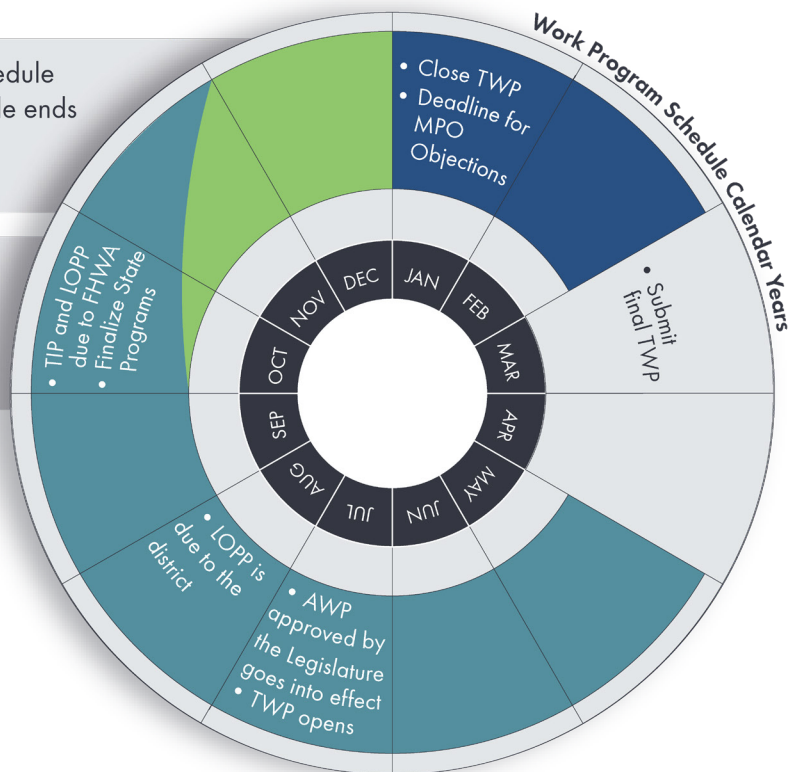 le ends
Work Program Schedule Calendar Years
• Close TWP
• Deadline for
MPO
Objections
• Submit
final TWP
• AWP
approved by
the Legislature
goes into effect
• TWP opens
• LOPP is
due to the
district
• TIP and LOPP
due to FHWA
• Finalize State
Programs
JAN
FEB
MAR
APR
MAY
JUN
JUL
AUG
SEP
OCT
NOV
DEC